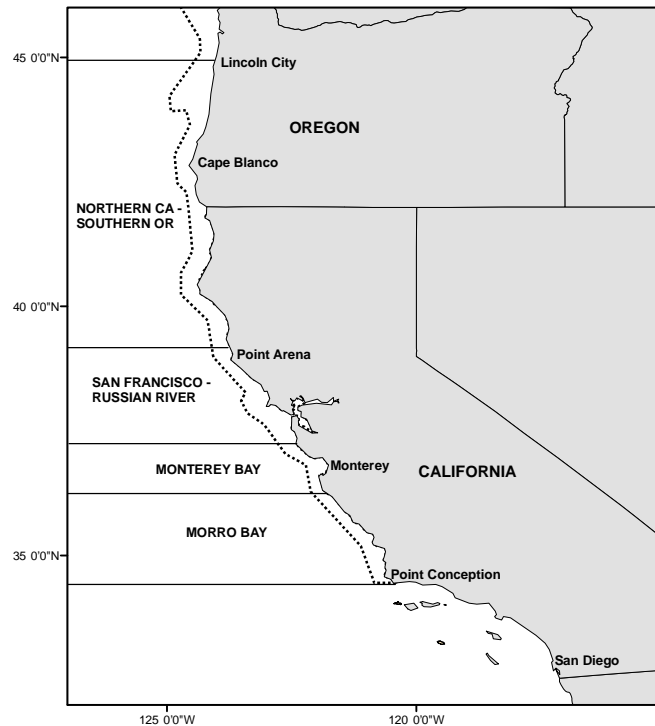 45 0'0"N
Lincoln City
OREGON
Cape Blanco
NORTHERN CA -
SOUTHERN OR
40 0'0"N
Point Arena
SAN FRANCISCO -
RUSSIAN RIVER
MONTEREY BAY
Monterey
CALIFORNIA
MORRO BAY
35 0'0"N
Point Conception
San Diego
125 0'0"W
120 0'0"W